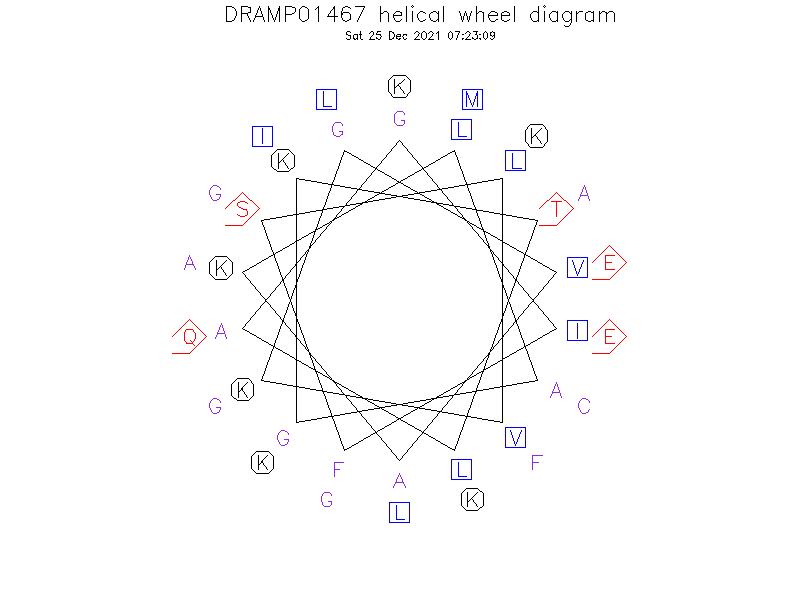 DRAMP01467 helical wheel diagram
Sat 25 Dec 2021 07:23:09
K
L M
G
G L
I K
K L
G A
S T
A K V E
Q A I E
K A
G C
G V
K F
F L
A
G K
L